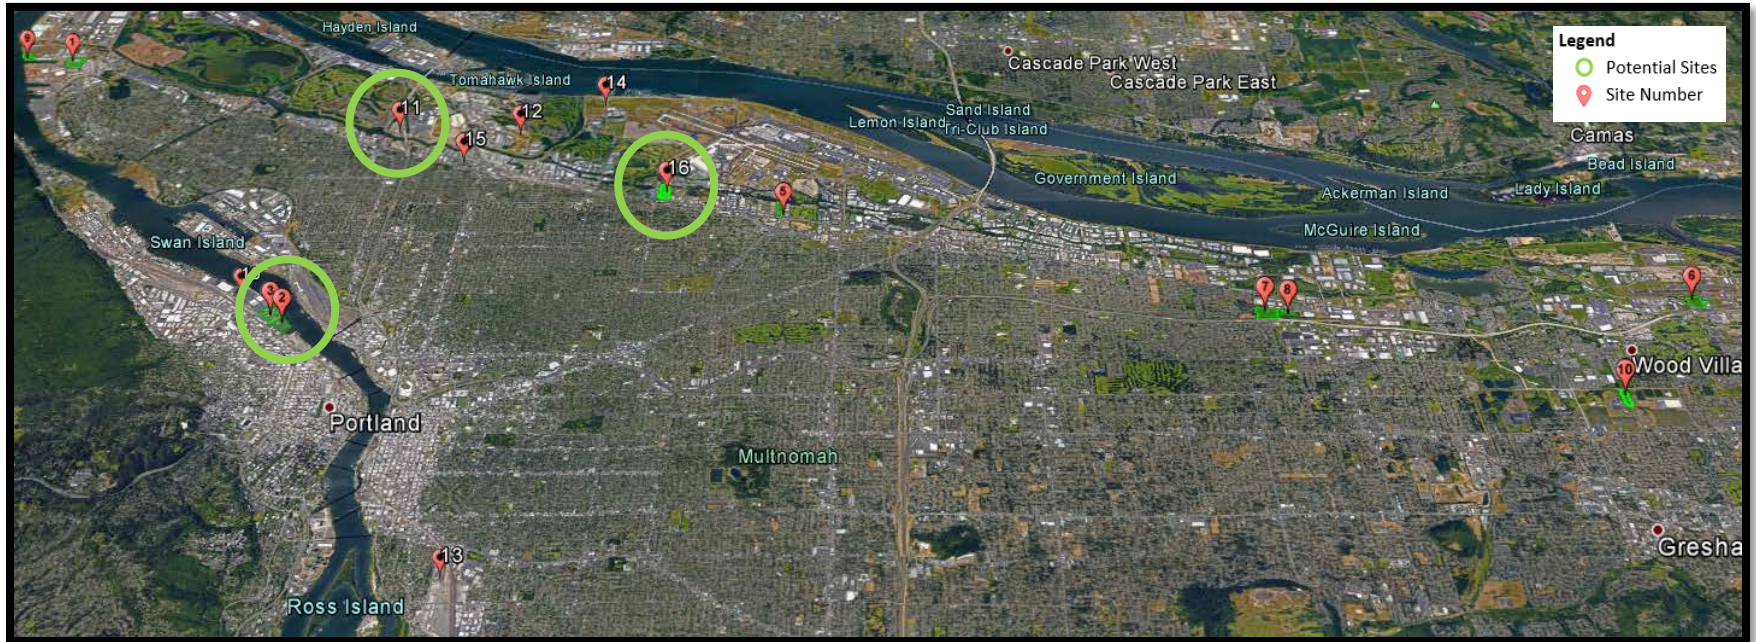 Hayden Island
9
1
Legend
Potential Sites
Site Number
Cascade Park West
Cascade Park East
Tomahawk Island
14
11
12
15
Sand Island
Lemon Island
Tri-Club Island
Camas
Bead Island
16
5
Government Island
Ackerman Island
Lady Island
McGuire Island
Swan Island
3
2
7
8
6
Wood Villa
10
Portland
Multnomah
Gresha
13
Ross Island